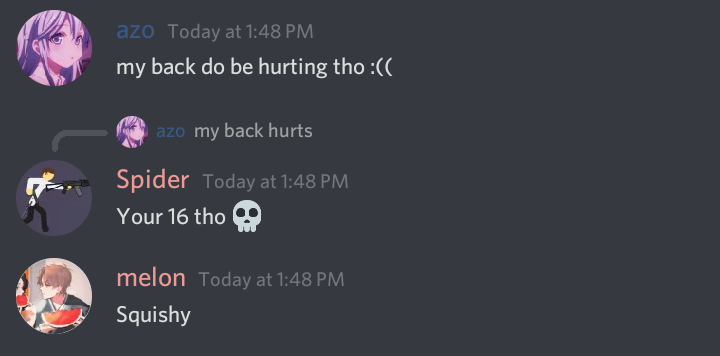 azo Today at 1:48 PM
my back do be hurting tho :((
azo my back hurts
Spider Today at 1:48 PM
Your 16 tho 💀
melon Today at 1:48 PM
Squishy